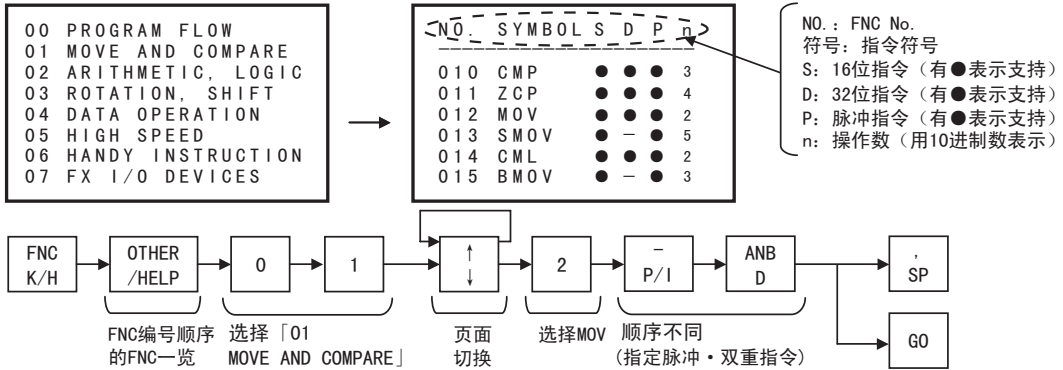 00 PROGRAM FLOW
01 MOVE AND COMPARE
02 ARITHMETIC, LOGIC
03 ROTATION, SHIFT
04 DATA OPERATION
05 HIGH SPEED
06 HANDY INSTRUCTION
07 FX I/O DEVICES
NO. SYMBOL S D P n
010 CMP ● ● ● 3
011 ZCP ● ● ● 4
012 MOV ● ● ● 2
013 SMOV ● − ● 5
014 CML ● ● ● 2
015 BMOV ● − ● 3
NO.：FNC No.
符号：指令符号
S：16位指令（有●表示支持）
D：32位指令（有●表示支持）
P：脉冲指令（有●表示支持）
n：操作数（用10进制数表示）
FNC
K/H
OTHER
/HELP
0
1
↑
↓
2
−
P/I
ANB
D
,
SP
GO
FNC编号顺序
的FNC一览
选择「01
MOVE AND COMPARE」
页面
切换
选择MOV
顺序不同
(指定脉冲・双重指令)